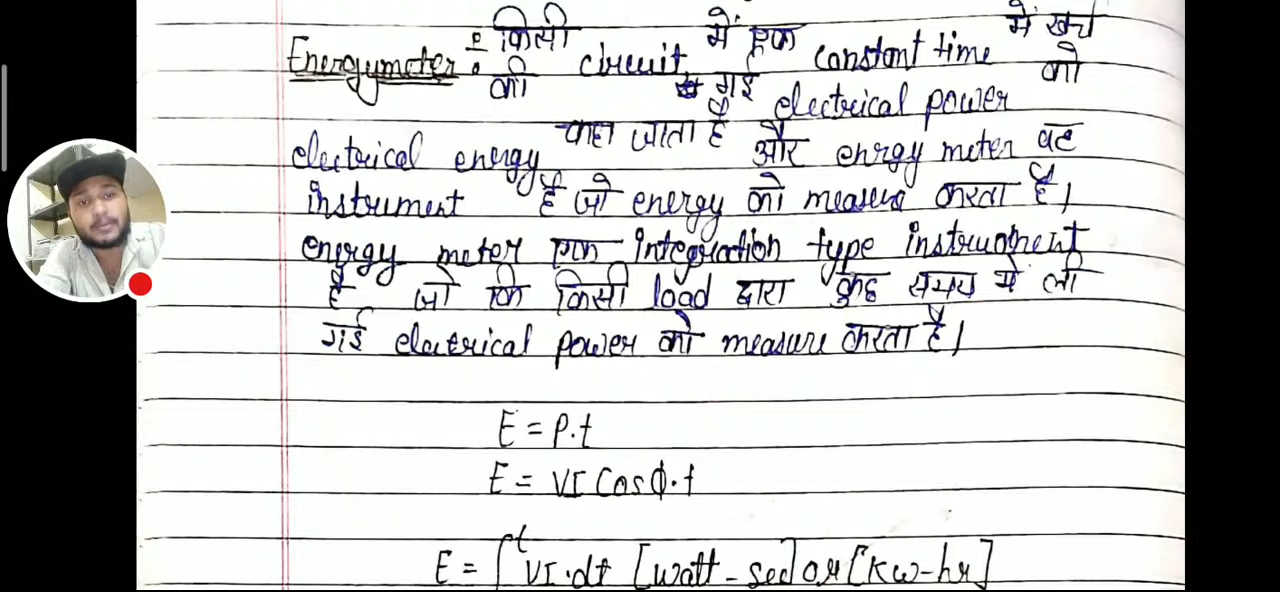 Energymeter : किसी circuit में एक constant time में खर्च
की गई electrical power को
electrical energy कहा जाता है और enrgy meter वह
instrument है जो energy को measure करता है।
energy meter एक integration type instrument
है जो कि किसी load द्वारा कुछ समय मे ली
गई electrical power को measure करता है।
E = P.t
E = VI Cosϕ.t
E = ∫ᵗ VI.dt [watt-sec] or [Kw-hr]